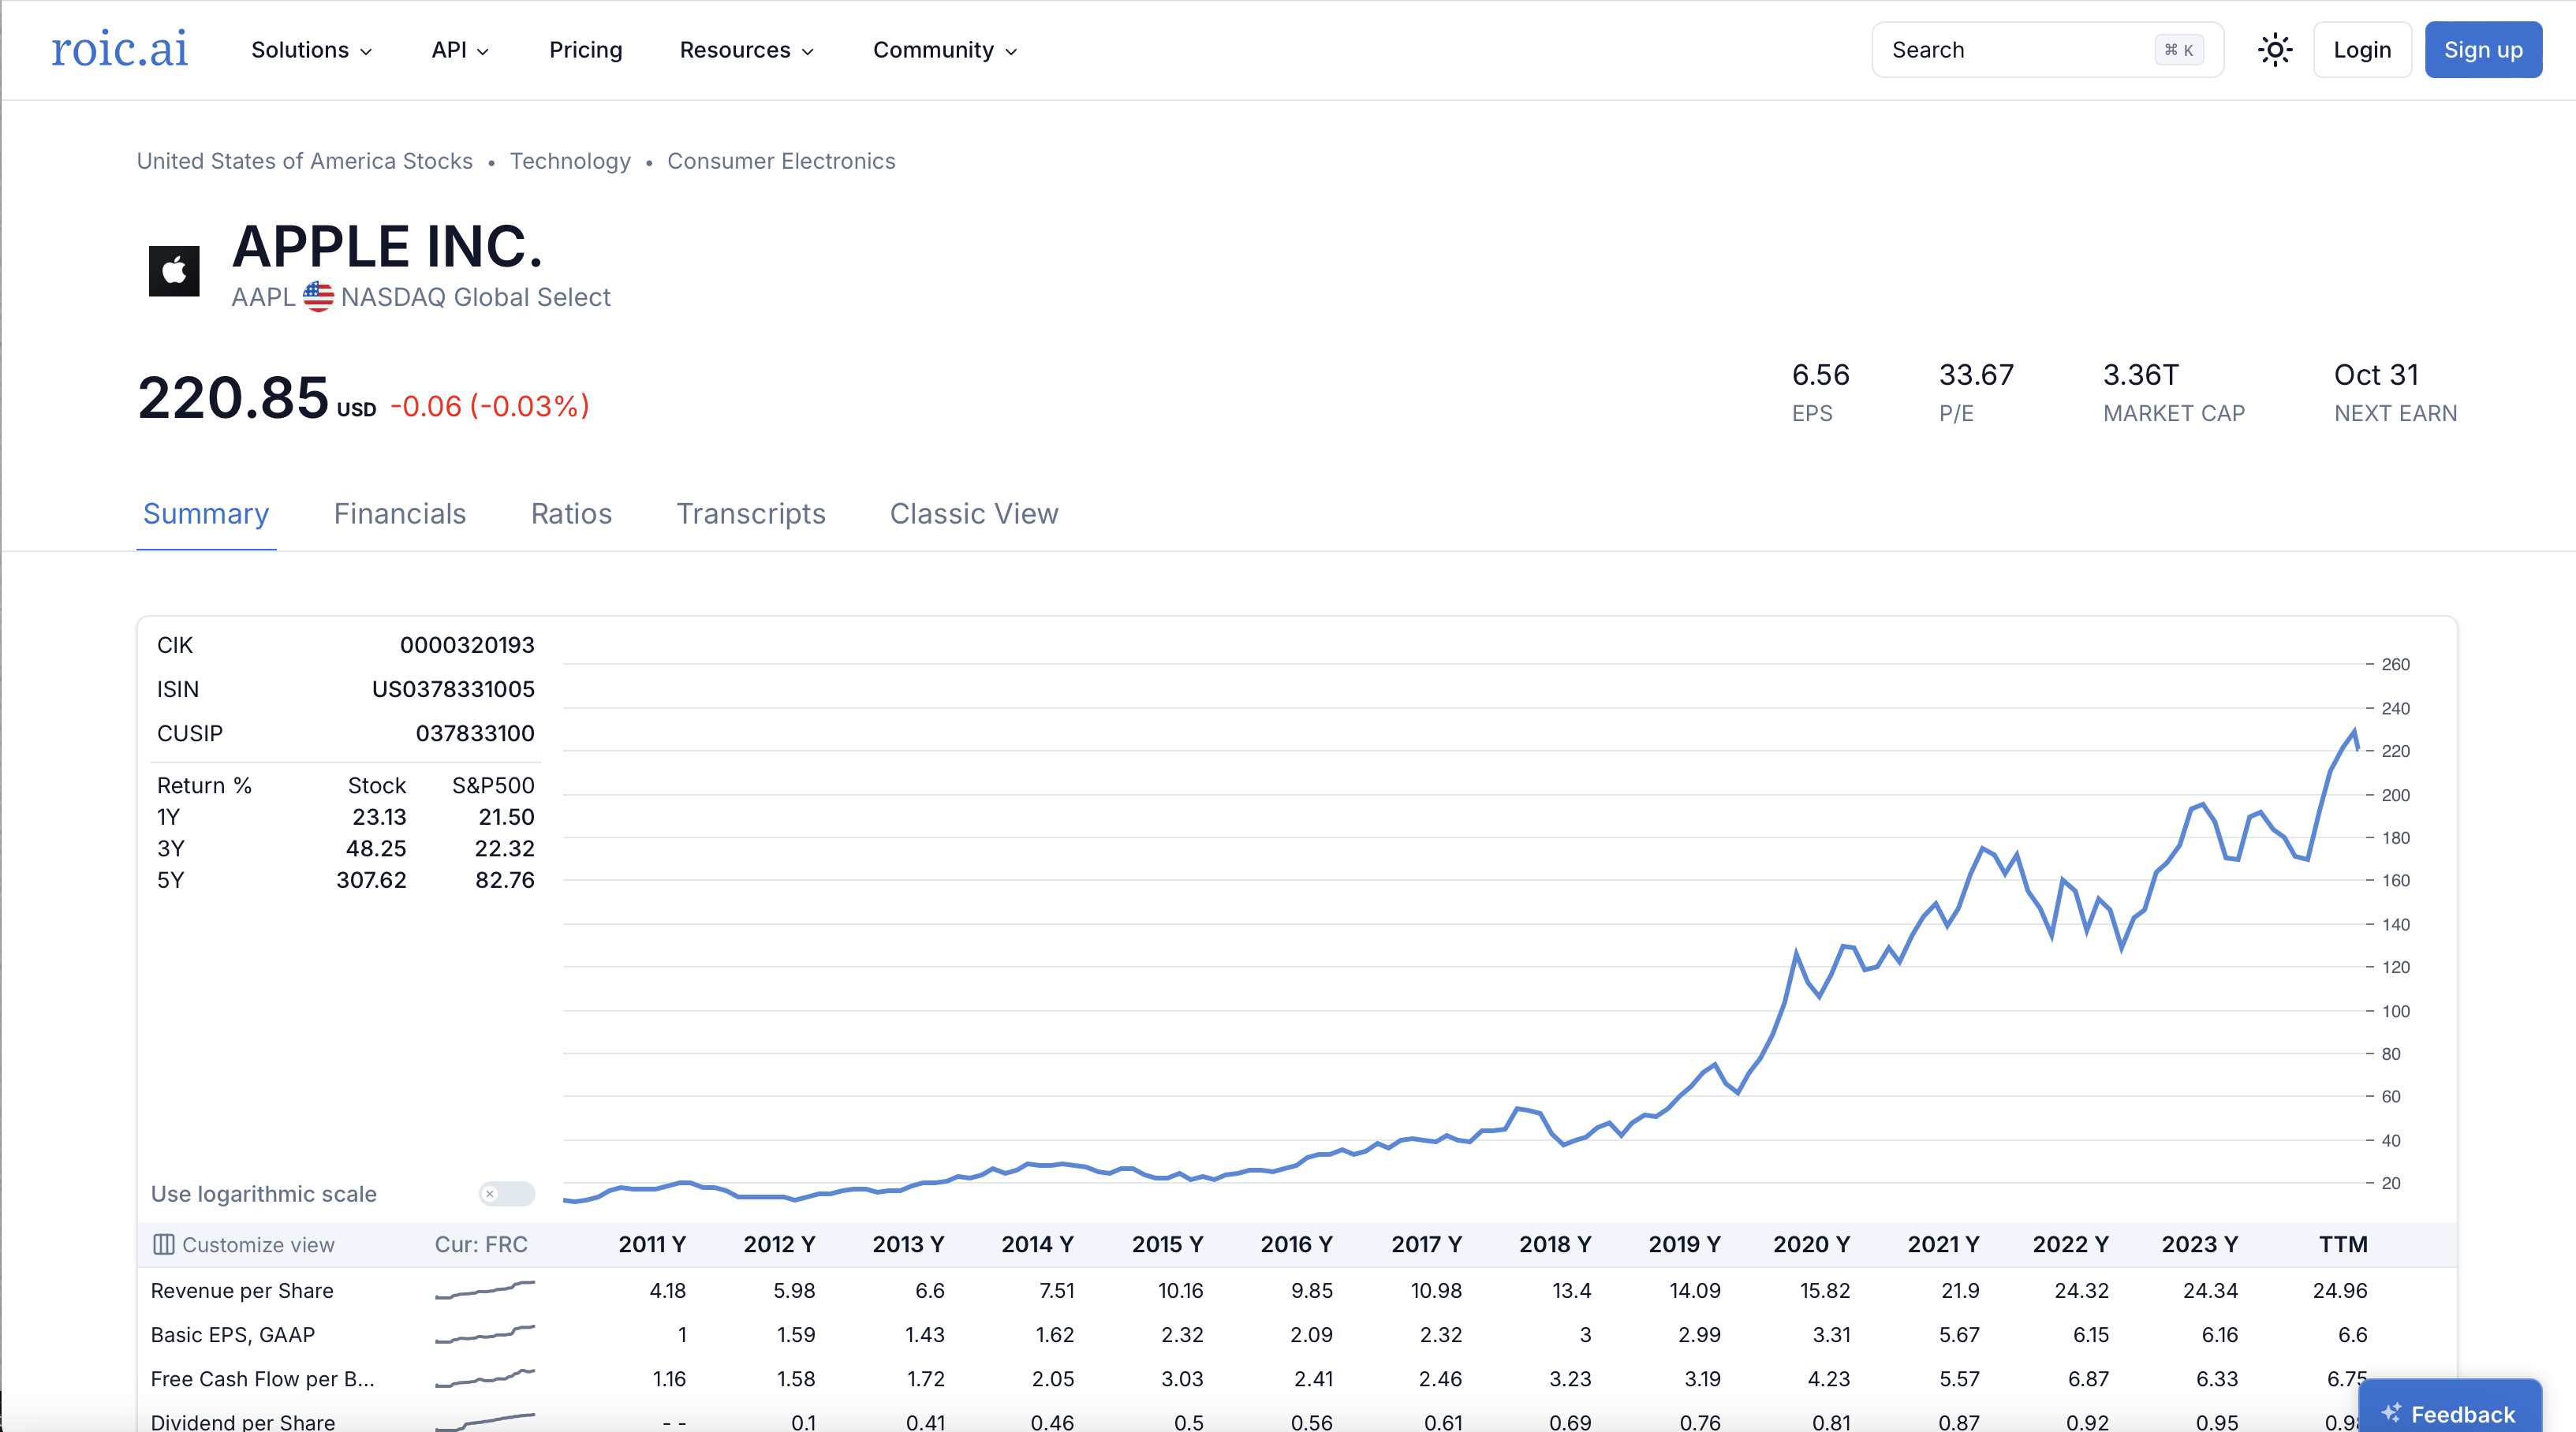 roic.ai Solutions API Pricing Resources Community Search ⌘ K Login Sign up
United States of America Stocks • Technology • Consumer Electronics
APPLE INC.
AAPL NASDAQ Global Select
220.85 USD -0.06 (-0.03%)
6.56 33.67 3.36T Oct 31
EPS P/E MARKET CAP NEXT EARN
Summary Financials Ratios Transcripts Classic View
CIK 0000320193
ISIN US0378331005
CUSIP 037833100
Return % Stock S&P500
1Y 23.13 21.50
3Y 48.25 22.32
5Y 307.62 82.76
Use logarithmic scale
260
240
220
200
180
160
140
120
100
80
60
40
20
Customize view Cur: FRC 2011 Y 2012 Y 2013 Y 2014 Y 2015 Y 2016 Y 2017 Y 2018 Y 2019 Y 2020 Y 2021 Y 2022 Y 2023 Y TTM
Revenue per Share 4.18 5.98 6.6 7.51 10.16 9.85 10.98 13.4 14.09 15.82 21.9 24.32 24.34 24.96
Basic EPS, GAAP 1 1.59 1.43 1.62 2.32 2.09 2.32 3 2.99 3.31 5.67 6.15 6.16 6.6
Free Cash Flow per B... 1.16 1.58 1.72 2.05 3.03 2.41 2.46 3.23 3.19 4.23 5.57 6.87 6.33 6.75
Dividend per Share - - 0.1 0.41 0.46 0.5 0.56 0.61 0.69 0.76 0.81 0.87 0.92 0.95
Feedback